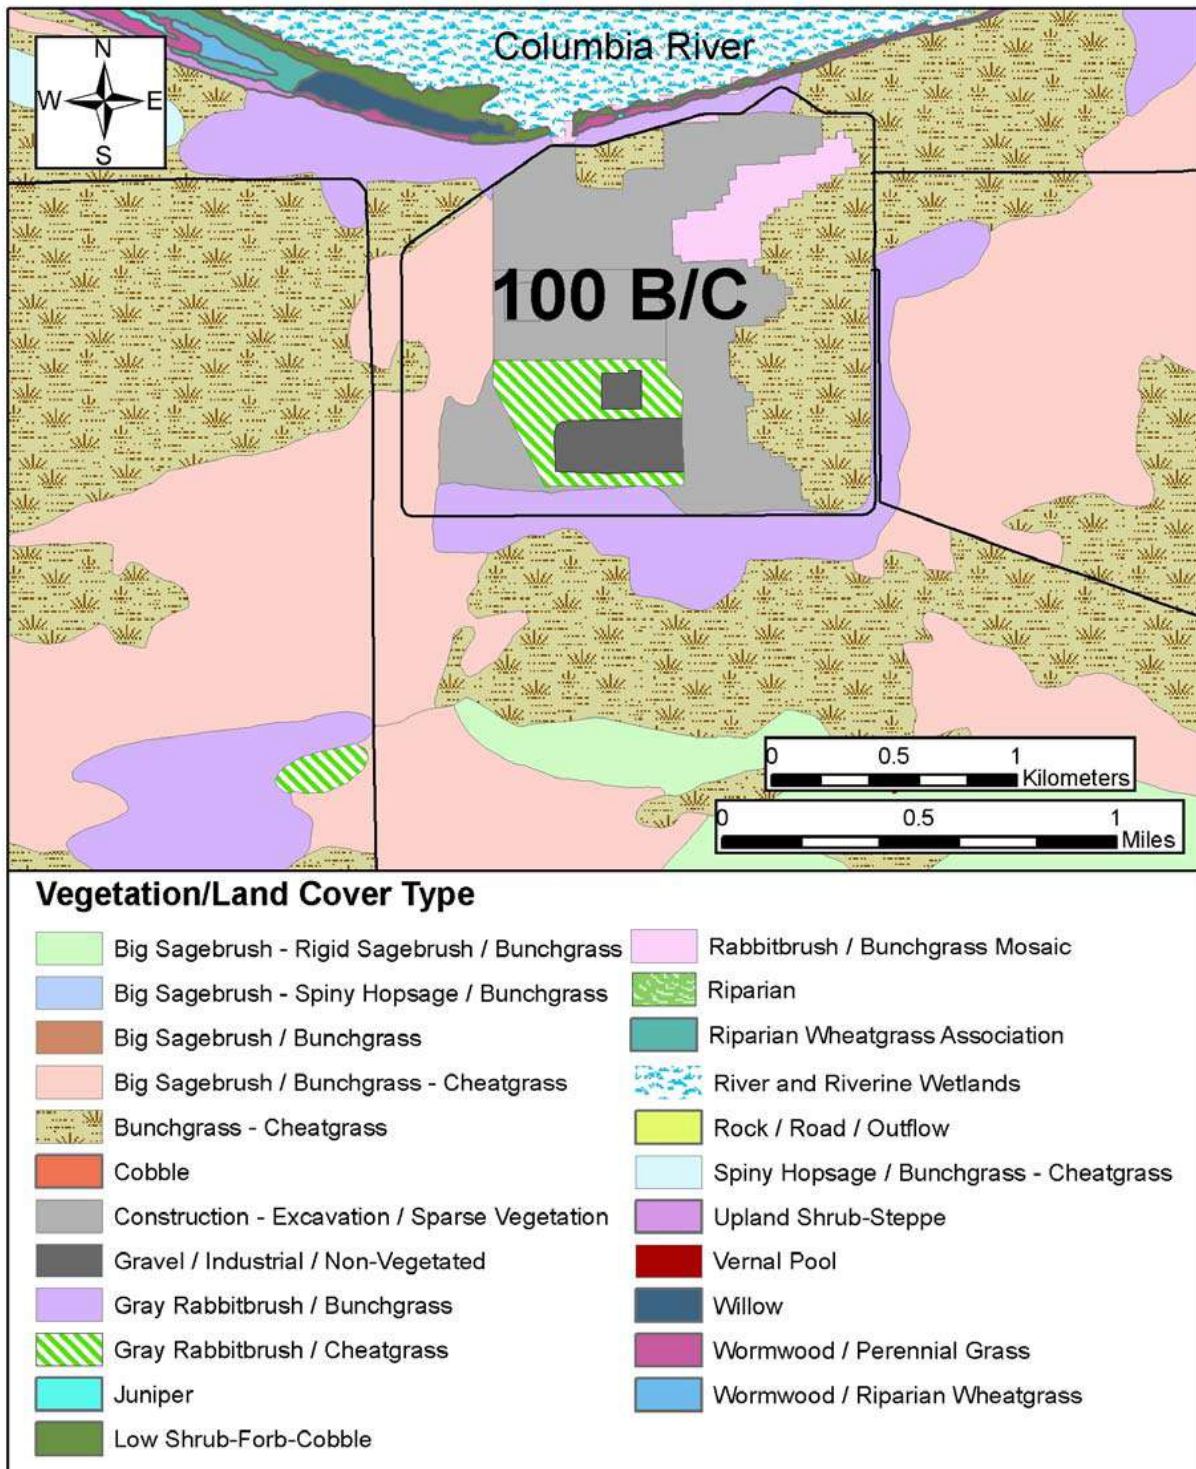 Columbia River
N
W E
S
100 B/C
0 0.5 1
Kilometers
0 0.5 1
Miles
Vegetation/Land Cover Type
Big Sagebrush - Rigid Sagebrush / Bunchgrass
Big Sagebrush - Spiny Hopsage / Bunchgrass
Big Sagebrush / Bunchgrass
Big Sagebrush / Bunchgrass - Cheatgrass
Bunchgrass - Cheatgrass
Cobble
Construction - Excavation / Sparse Vegetation
Gravel / Industrial / Non-Vegetated
Gray Rabbitbrush / Bunchgrass
Gray Rabbitbrush / Cheatgrass
Juniper
Low Shrub-Forb-Cobble
Rabbitbrush / Bunchgrass Mosaic
Riparian
Riparian Wheatgrass Association
River and Riverine Wetlands
Rock / Road / Outflow
Spiny Hopsage / Bunchgrass - Cheatgrass
Upland Shrub-Steppe
Vernal Pool
Willow
Wormwood / Perennial Grass
Wormwood / Riparian Wheatgrass